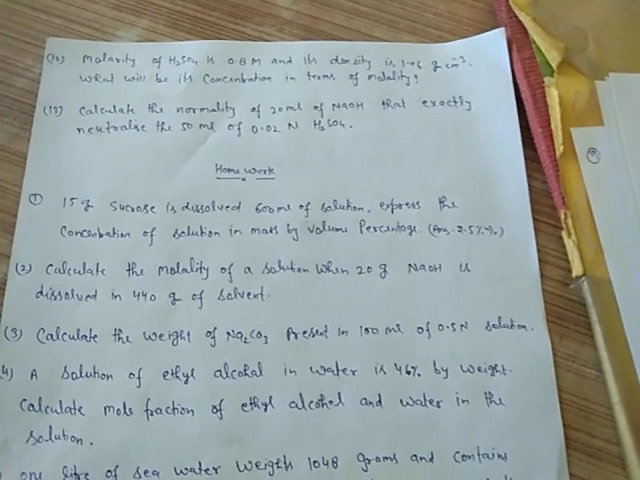 (12) Molarity of H₂SO₄ is 0.8 M and its density is 1.06 g cm⁻³.
What will be its Concentration in terms of molality?
(13) Calculate the normality of 20 ml of NaOH that exactly
neutralise the 50 ml of 0.02 N H₂SO₄.
Home work
① 15 g Sucrose is dissolved 600 ml of solution, express the
Concentration of solution in mass by volume Percentage. (Ans-2.5%)
(2) Calculate the molality of a solution when 20 g NaOH is
dissolved in 440 g of solvent.
(3) Calculate the weight of Na₂CO₃ Present in 100 ml of 0.5 N solution.
4) A solution of ethyl alcohal in water is 46% by weight.
Calculate mole fraction of ethyl alcohel and water in the
solution.
one litre of sea water weights 1048 grams and contains